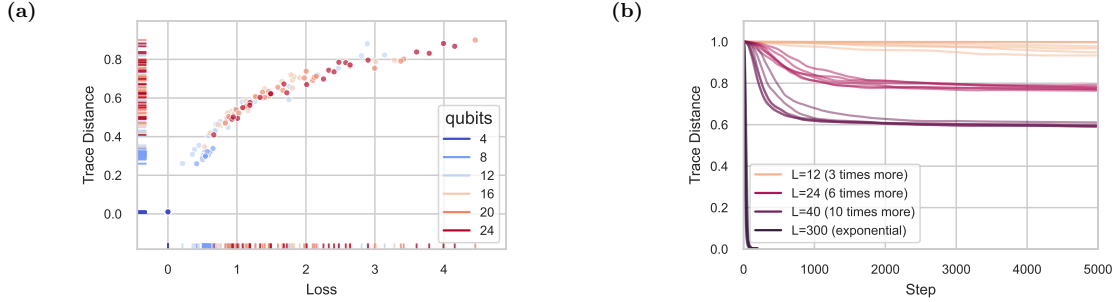 (a)
Trace Distance
0.8
0.6
0.4
0.2
0.0
0 1 2 3 4
Loss
qubits
4
8
12
16
20
24
(b)
Trace Distance
1.0
0.8
0.6
0.4
0.2
0.0
0 1000 2000 3000 4000 5000
Step
L=12 (3 times more)
L=24 (6 times more)
L=40 (10 times more)
L=300 (exponential)